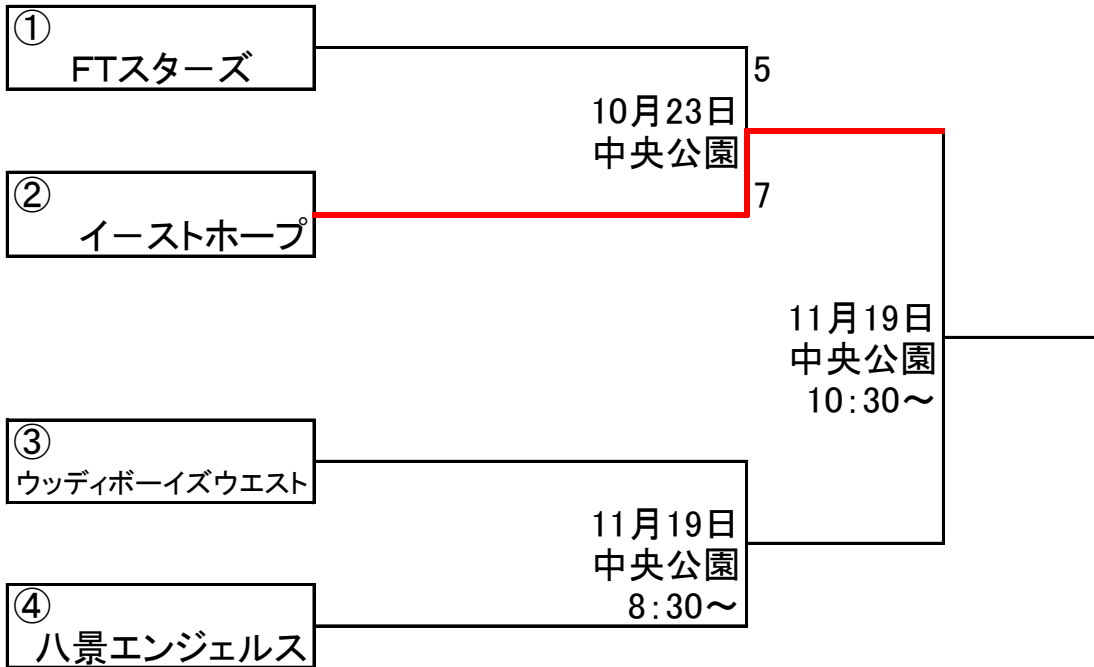 ①
FTスターズ
5
10月23日
中央公園
②
イーストホープ
7
11月19日
中央公園
10:30～
③
ウッディボーイズウエスト
11月19日
中央公園
8:30～
④
八景エンジェルス